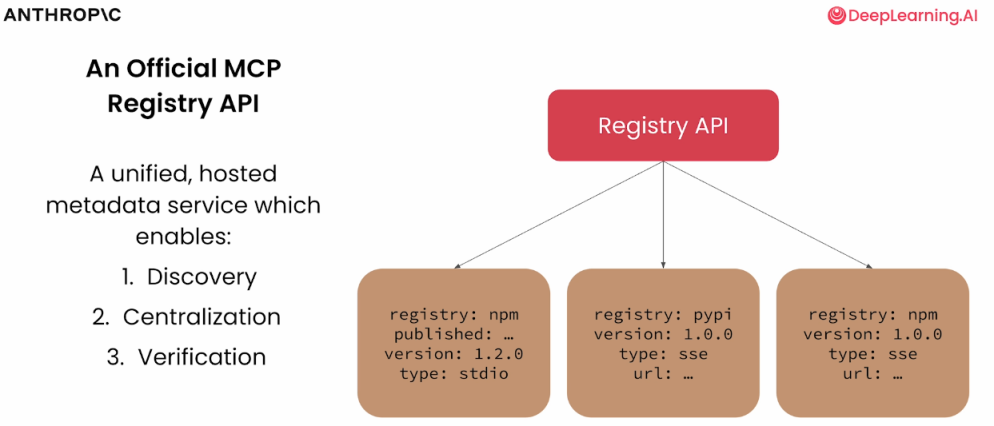 ANTHROP\C
DeepLearning.AI
An Official MCP
Registry API
A unified, hosted
metadata service which
enables:
1. Discovery
2. Centralization
3. Verification
Registry API
registry: npm
published: …
version: 1.2.0
type: stdio
registry: pypi
version: 1.0.0
type: sse
url: …
registry: npm
version: 1.0.0
type: sse
url: …